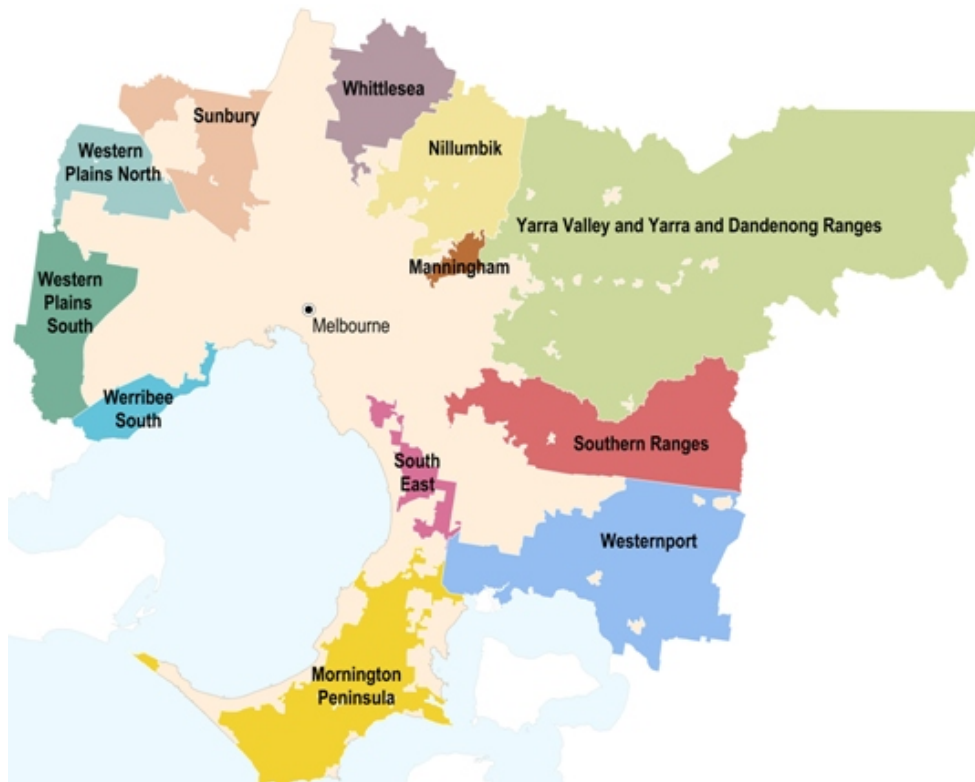 Whittlesea
Sunbury
Nillumbik
Western
Plains North
Yarra Valley and Yarra and Dandenong Ranges
Manningham
Western
Plains
South
Melbourne
Werribee
South
Southern Ranges
South
East
Westernport
Mornington
Peninsula